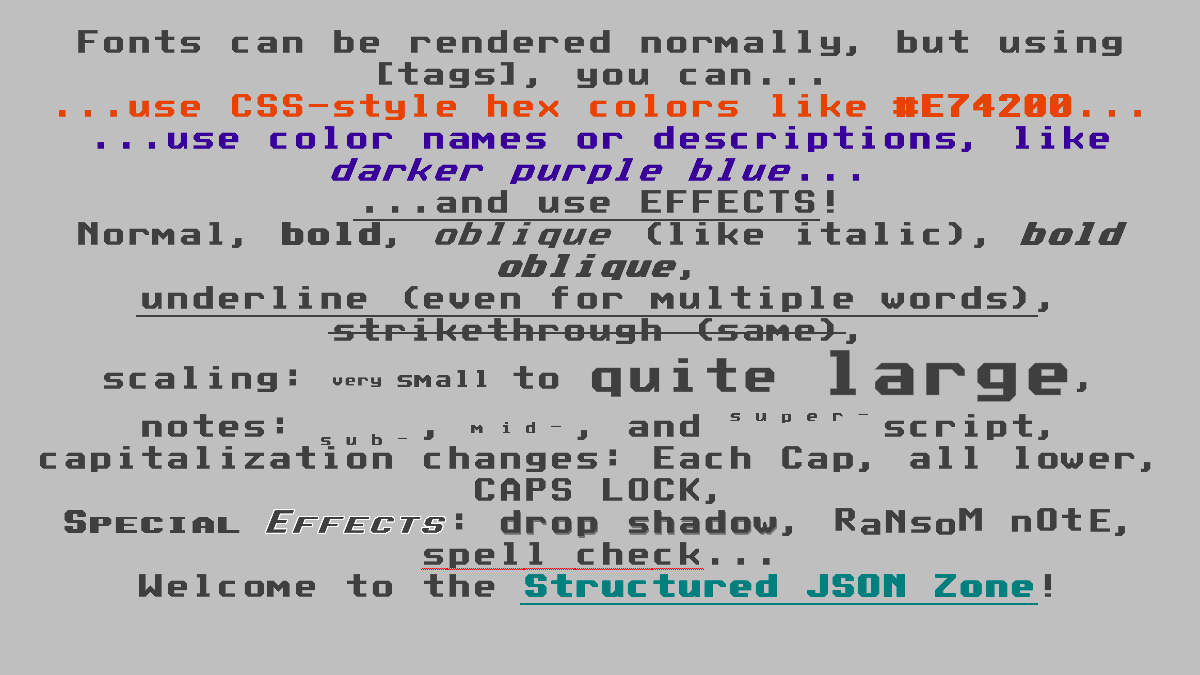 Fonts can be rendered normally, but using
[tags], you can...
...use CSS-style hex colors like #E74200...
...use color names or descriptions, like
darker purple blue...
...and use EFFECTS!
Normal, bold, oblique (like italic), bold
oblique,
underline (even for multiple words),
strikethrough (same),
scaling: very small to quite large,
notes: sub-, mid-, and super-script,
capitalization changes: Each Cap, all lower,
CAPS LOCK,
SPECIAL EFFECTS: drop shadow, RaNsoM nOtE,
spell check...
Welcome to the Structured JSON Zone!